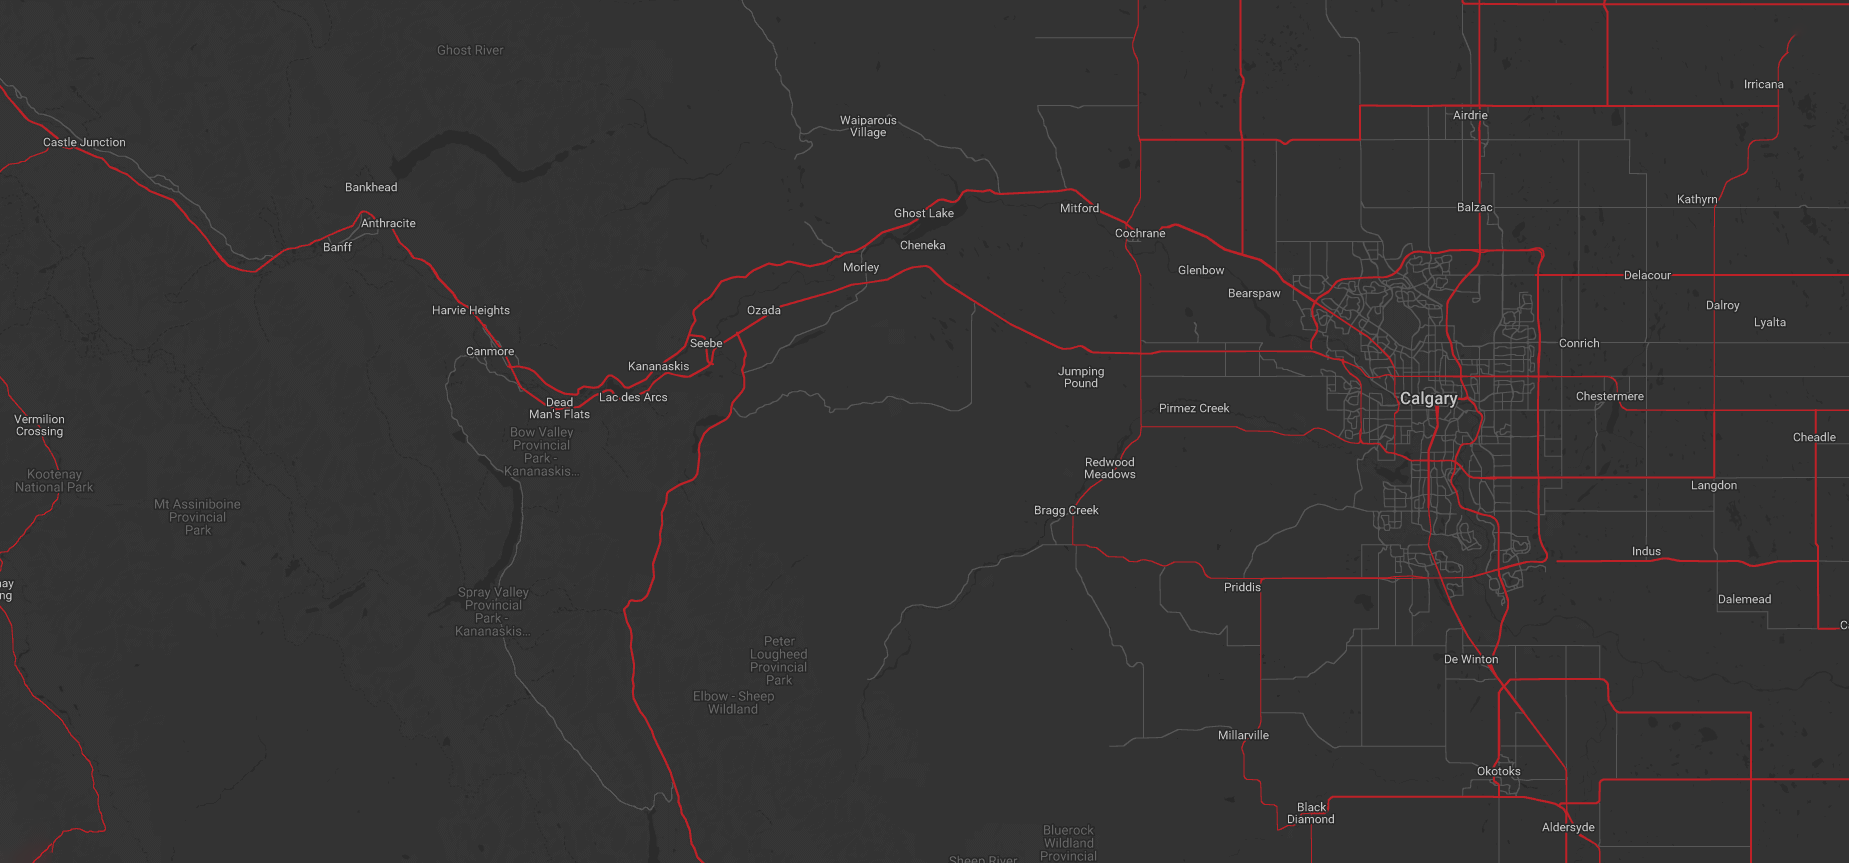 Ghost River
Irricana
Airdrie
Waiparous
Village
Castle Junction
Bankhead
Kathyrn
Balzac
Mitford
Ghost Lake
Anthracite
Cochrane
Banff
Cheneka
Morley
Glenbow
Delacour
Bearspaw
Dalroy
Harvie Heights
Ozada
Lyalta
Seebe
Conrich
Canmore
Kananaskis
Jumping
Pound
Lac des Arcs
Chestermere
Calgary
Dead
Man's Flats
Pirmez Creek
Vermilion
Crossing
Bow Valley
Provincial
Park -
Kananaskis...
Cheadle
Redwood
Meadows
Kootenay
National Park
Langdon
Mt Assiniboine
Provincial
Park
Bragg Creek
Indus
ay
ng
Priddis
Spray Valley
Provincial
Park -
Kananaskis...
Dalemead
Ca
Peter
Lougheed
Provincial
Park
De Winton
Elbow - Sheep
Wildland
Millarville
Okotoks
Black
Diamond
Aldersyde
Bluerock
Wildland
Provincial
Sheep River